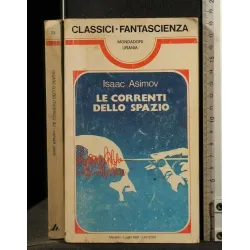 CLASSICI • FANTASCIENZA
MONDADORI
URANIA
Isaac Asimov
LE CORRENTI
DELLO SPAZIO